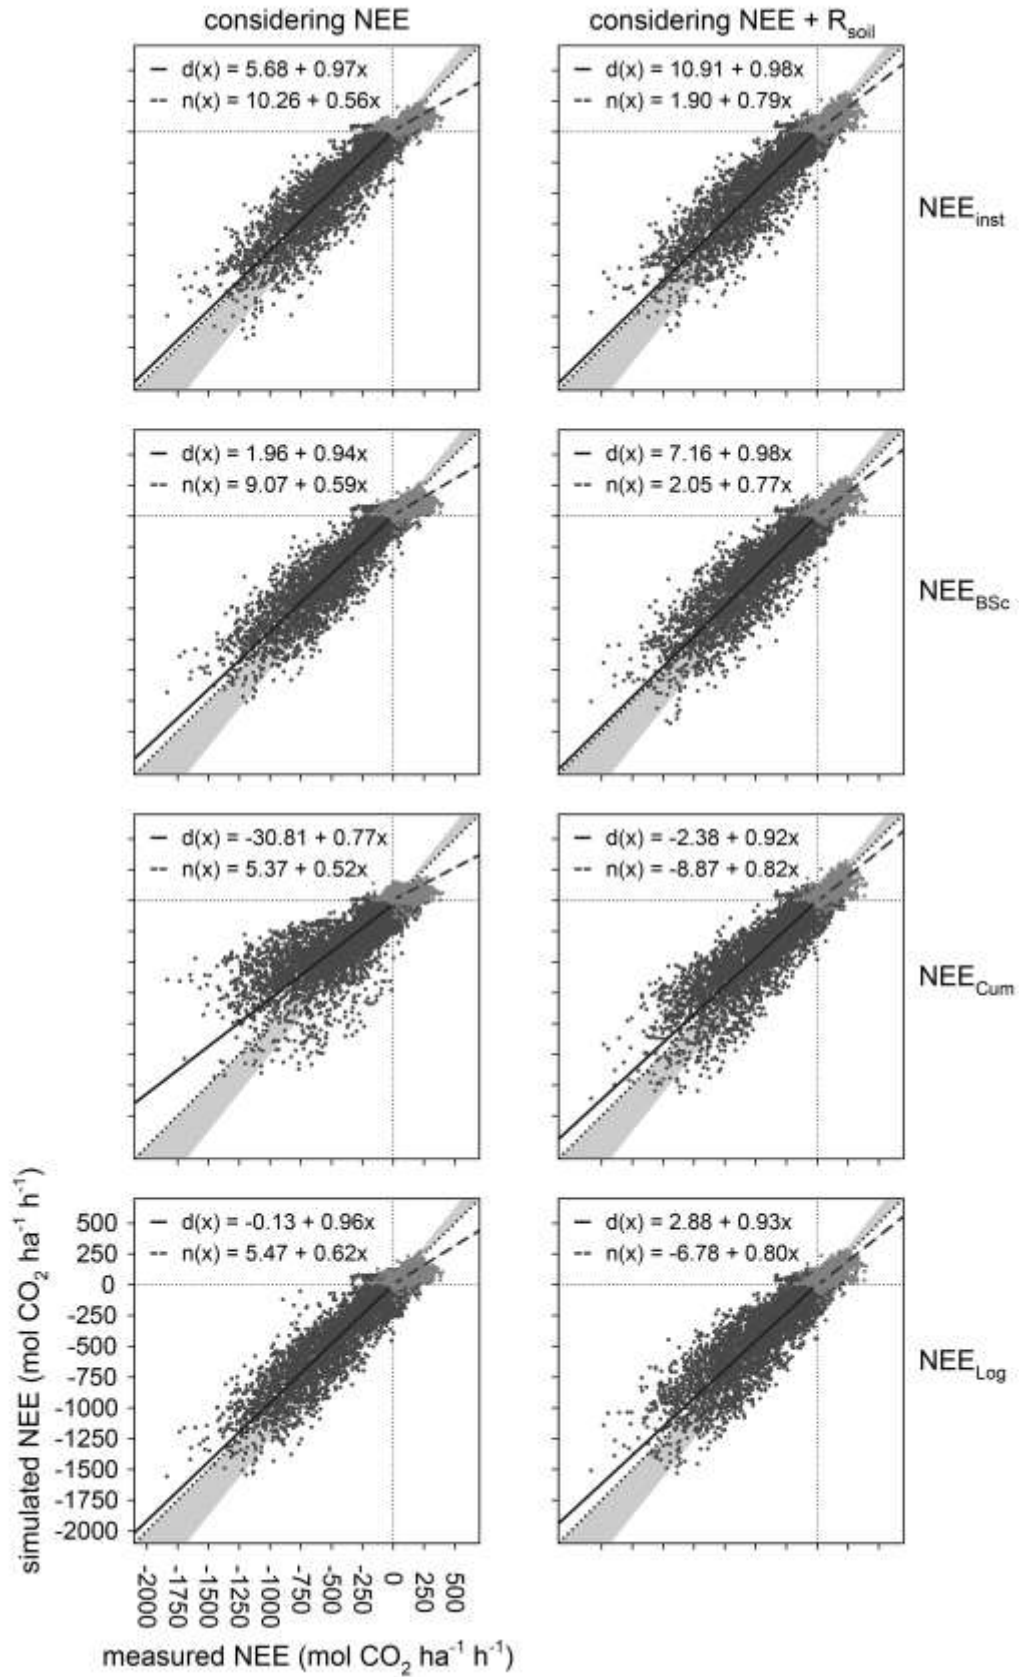 considering NEE
considering NEE + Rsoil
d(x) = 5.68 + 0.97x
n(x) = 10.26 + 0.56x
d(x) = 10.91 + 0.98x
n(x) = 1.90 + 0.79x
NEEinst
d(x) = 1.96 + 0.94x
n(x) = 9.07 + 0.59x
d(x) = 7.16 + 0.98x
n(x) = 2.05 + 0.77x
NEEBSc
d(x) = -30.81 + 0.77x
n(x) = 5.37 + 0.52x
d(x) = -2.38 + 0.92x
n(x) = -8.87 + 0.82x
NEECum
d(x) = -0.13 + 0.96x
n(x) = 5.47 + 0.62x
d(x) = 2.88 + 0.93x
n(x) = -6.78 + 0.80x
NEELog
simulated NEE (mol CO2 ha-1 h-1)
500
250
0
-250
-500
-750
-1000
-1250
-1500
-1750
-2000
-2000
-1750
-1500
-1250
-1000
-750
-500
-250
0
250
500
measured NEE (mol CO2 ha-1 h-1)